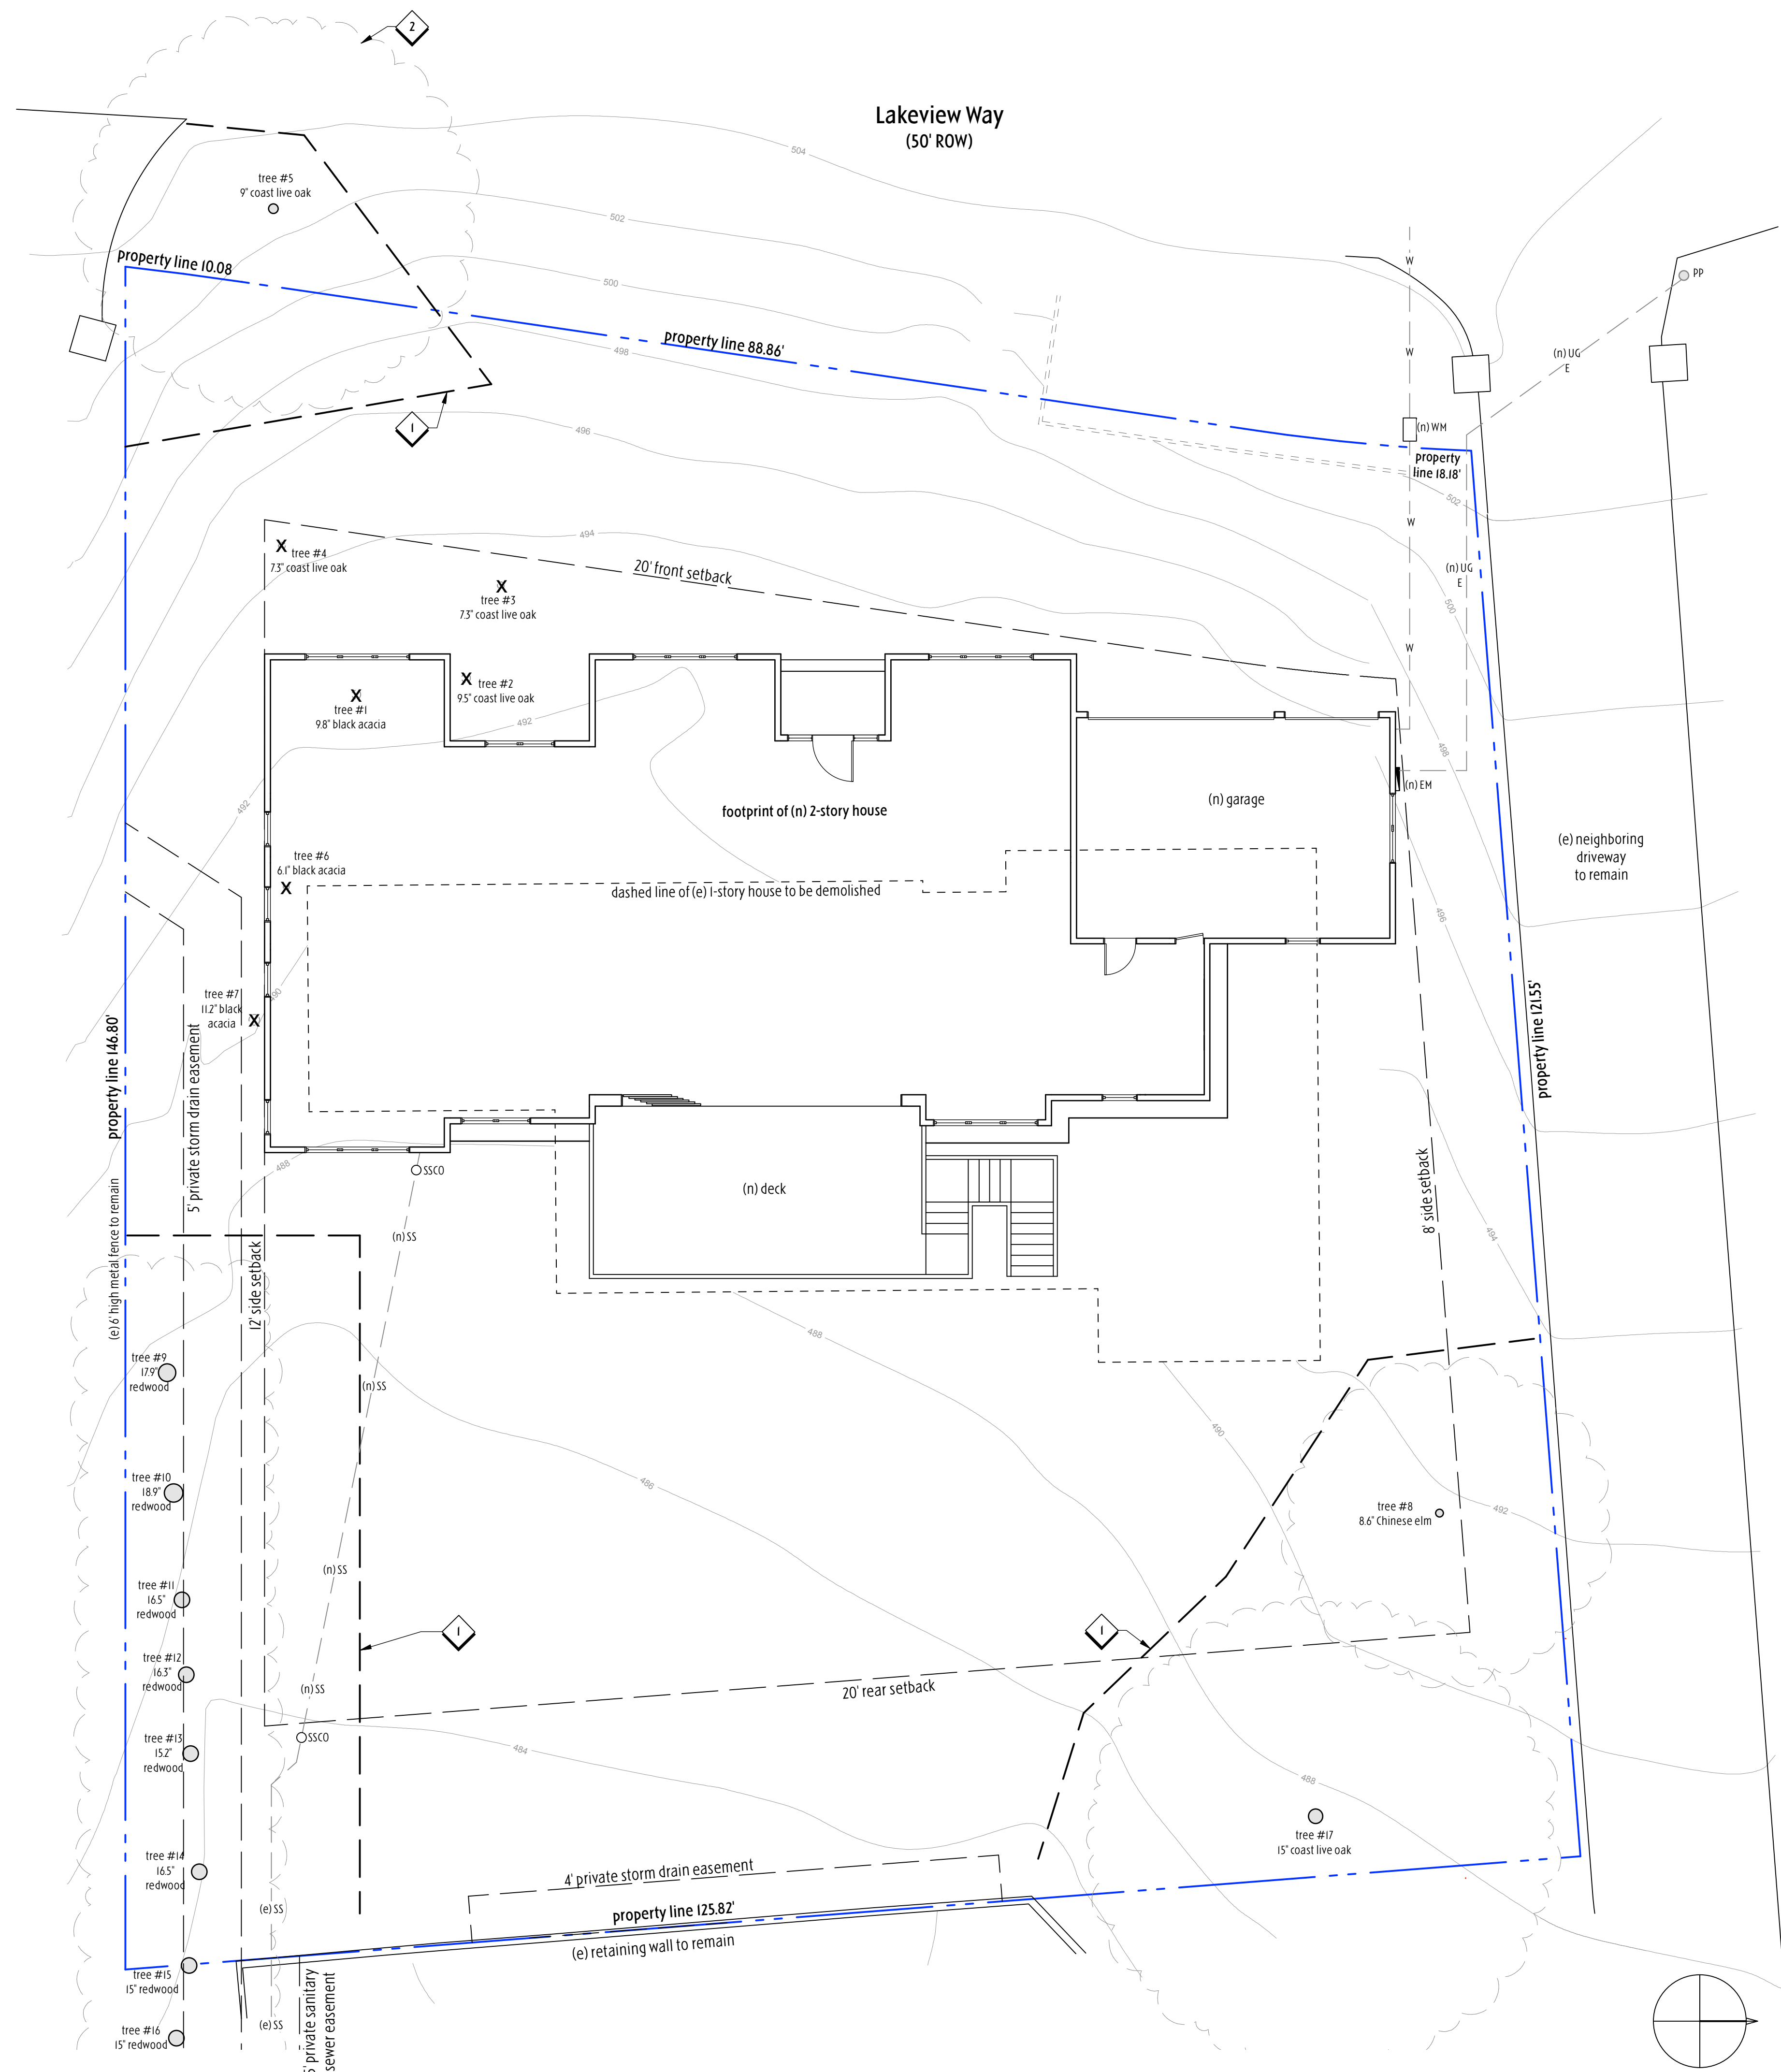 2
Lakeview Way
(50' ROW)
504
tree #5
9" coast live oak
502
property line 10.08
PP
500
property line 88.86'
498
W
W
(n) UG
E
1
496
(n) WM
property
line 18.18'
502
W
494
tree #4
7.3" coast live oak
20' front setback
(n) UG
E
X
X
tree #3
7.3" coast live oak
500
W
X
tree #2
9.5" coast live oak
X
tree #1
9.8" black acacia
492
498
(n) EM
492
footprint of (n) 2-story house
(n) garage
(e) neighboring
driveway
to remain
tree #6
6.1" black acacia
X
dashed line of (e) 1-story house to be demolished
496
tree #7
11.2" black
acacia
X
490
property line 146.80'
5' private storm drain easement
property line 121.55'
488
SSCO
(n) deck
8' side setback
(e) 6' high metal fence to remain
(n) SS
12' side setback
494
488
tree #9
17.9"
redwood
(n) SS
490
tree #10
18.9"
redwood
486
492
tree #8
8.6" Chinese elm
(n) SS
tree #11
16.5"
redwood
1
1
tree #12
16.3"
redwood
(n) SS
20' rear setback
tree #13
15.2"
redwood
SSCO
484
488
tree #14
16.5"
redwood
tree #17
15" coast live oak
4' private storm drain easement
(e) SS
property line 125.82'
(e) retaining wall to remain
tree #15
15" redwood
(e) SS
tree #16
15" redwood
5' private sanitary
sewer easement